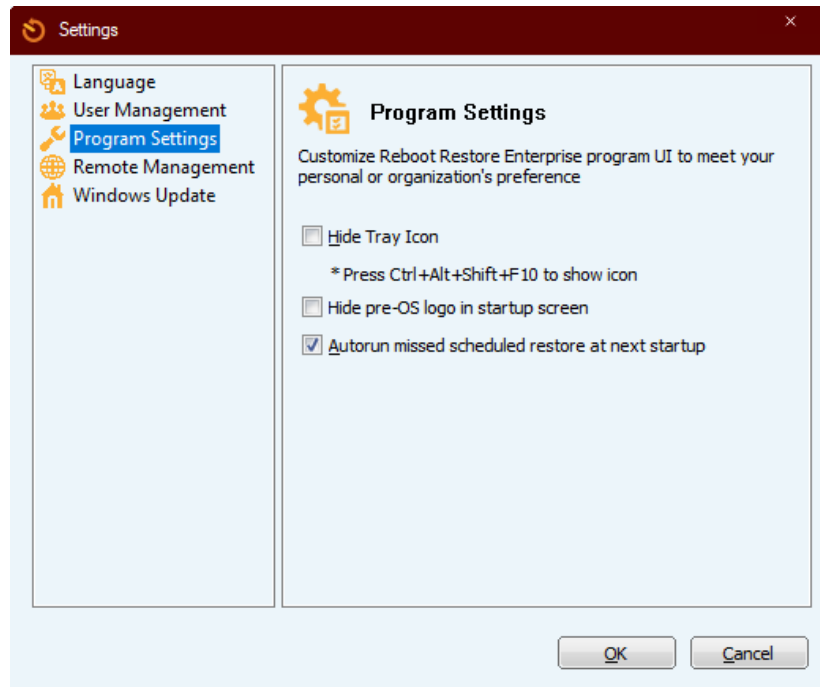 Settings
Language
User Management
Program Settings
Remote Management
Windows Update
Program Settings
Customize Reboot Restore Enterprise program UI to meet your
personal or organization's preference
Hide Tray Icon
* Press Ctrl+Alt+Shift+F10 to show icon
Hide pre-OS logo in startup screen
Autorun missed scheduled restore at next startup
OK
Cancel